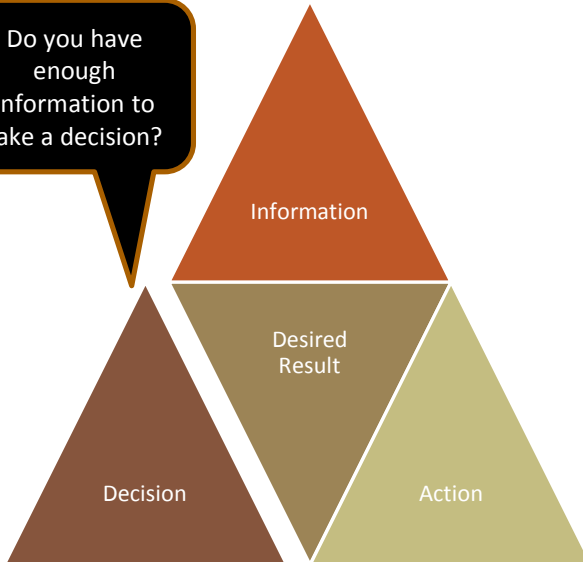 Do you have
enough
nformation to
ake a decision?
Information
Desired
Result
Decision
Action